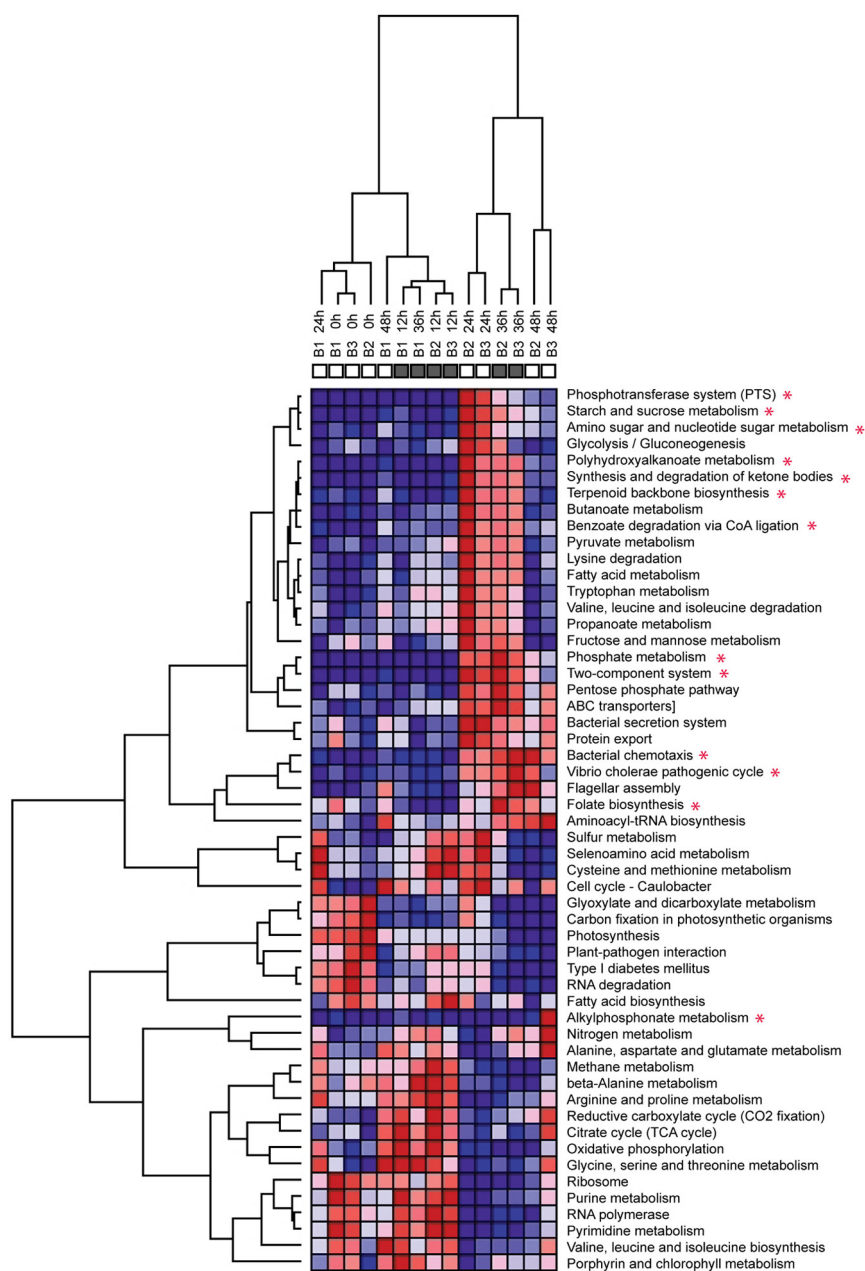 B1 24h
B1 0h
B3 0h
B2 0h
B1 48h
B1 12h
B1 36h
B2 12h
B3 12h
B2 24h
B3 24h
B2 36h
B3 36h
B2 48h
B3 48h
Phosphotransferase system (PTS) *
Starch and sucrose metabolism *
Amino sugar and nucleotide sugar metabolism *
Glycolysis / Gluconeogenesis
Polyhydroxyalkanoate metabolism *
Synthesis and degradation of ketone bodies *
Terpenoid backbone biosynthesis *
Butanoate metabolism
Benzoate degradation via CoA ligation *
Pyruvate metabolism
Lysine degradation
Fatty acid metabolism
Tryptophan metabolism
Valine, leucine and isoleucine degradation
Propanoate metabolism
Fructose and mannose metabolism
Phosphate metabolism *
Two-component system *
Pentose phosphate pathway
ABC transporters]
Bacterial secretion system
Protein export
Bacterial chemotaxis *
Vibrio cholerae pathogenic cycle *
Flagellar assembly
Folate biosynthesis *
Aminoacyl-tRNA biosynthesis
Sulfur metabolism
Selenoamino acid metabolism
Cysteine and methionine metabolism
Cell cycle - Caulobacter
Glyoxylate and dicarboxylate metabolism
Carbon fixation in photosynthetic organisms
Photosynthesis
Plant-pathogen interaction
Type I diabetes mellitus
RNA degradation
Fatty acid biosynthesis
Alkylphosphonate metabolism *
Nitrogen metabolism
Alanine, aspartate and glutamate metabolism
Methane metabolism
beta-Alanine metabolism
Arginine and proline metabolism
Reductive carboxylate cycle (CO2 fixation)
Citrate cycle (TCA cycle)
Oxidative phosphorylation
Glycine, serine and threonine metabolism
Ribosome
Purine metabolism
RNA polymerase
Pyrimidine metabolism
Valine, leucine and isoleucine biosynthesis
Porphyrin and chlorophyll metabolism